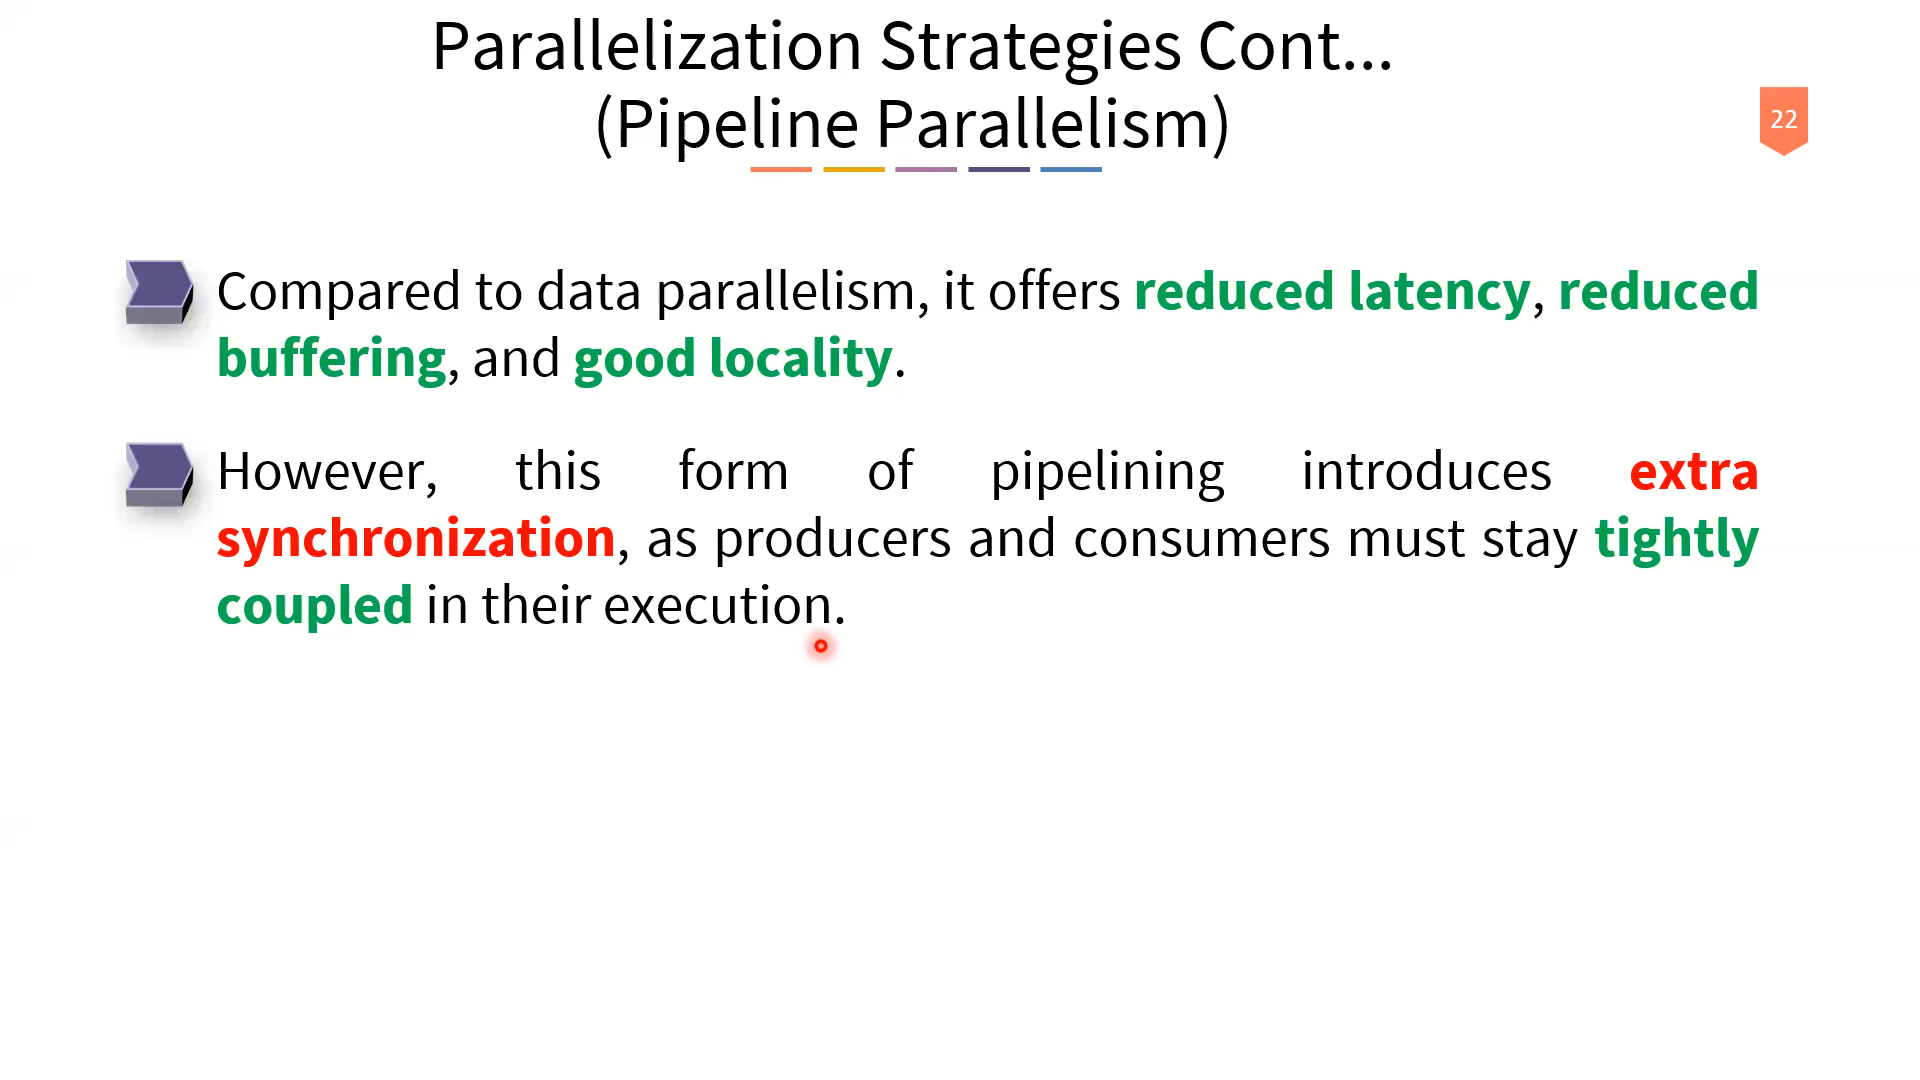 Parallelization Strategies Cont...
(Pipeline Parallelism)
22
Compared to data parallelism, it offers reduced latency, reduced
buffering, and good locality.
However, this form of pipelining introduces extra
synchronization, as producers and consumers must stay tightly
coupled in their execution.